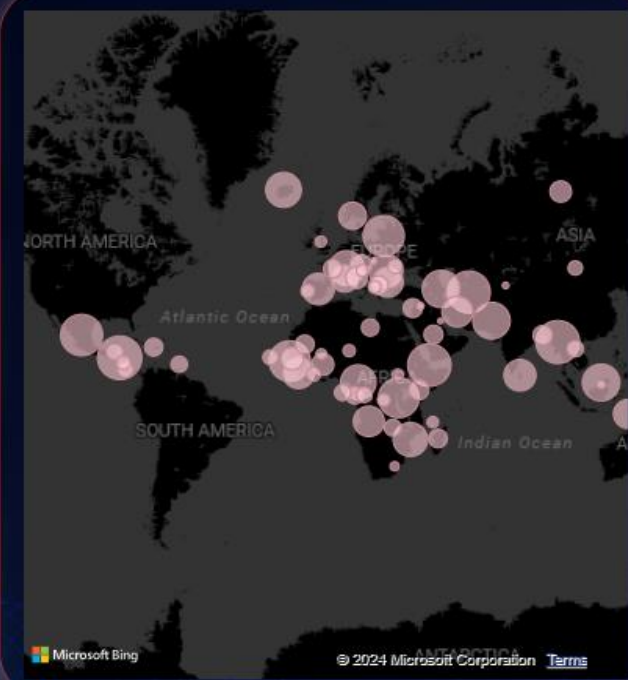 NORTH AMERICA
EUROPE
ASIA
Atlantic Ocean
AFRICA
SOUTH AMERICA
Indian Ocean
A
ANTARCTICA
Microsoft Bing
© 2024 Microsoft Corporation Terms